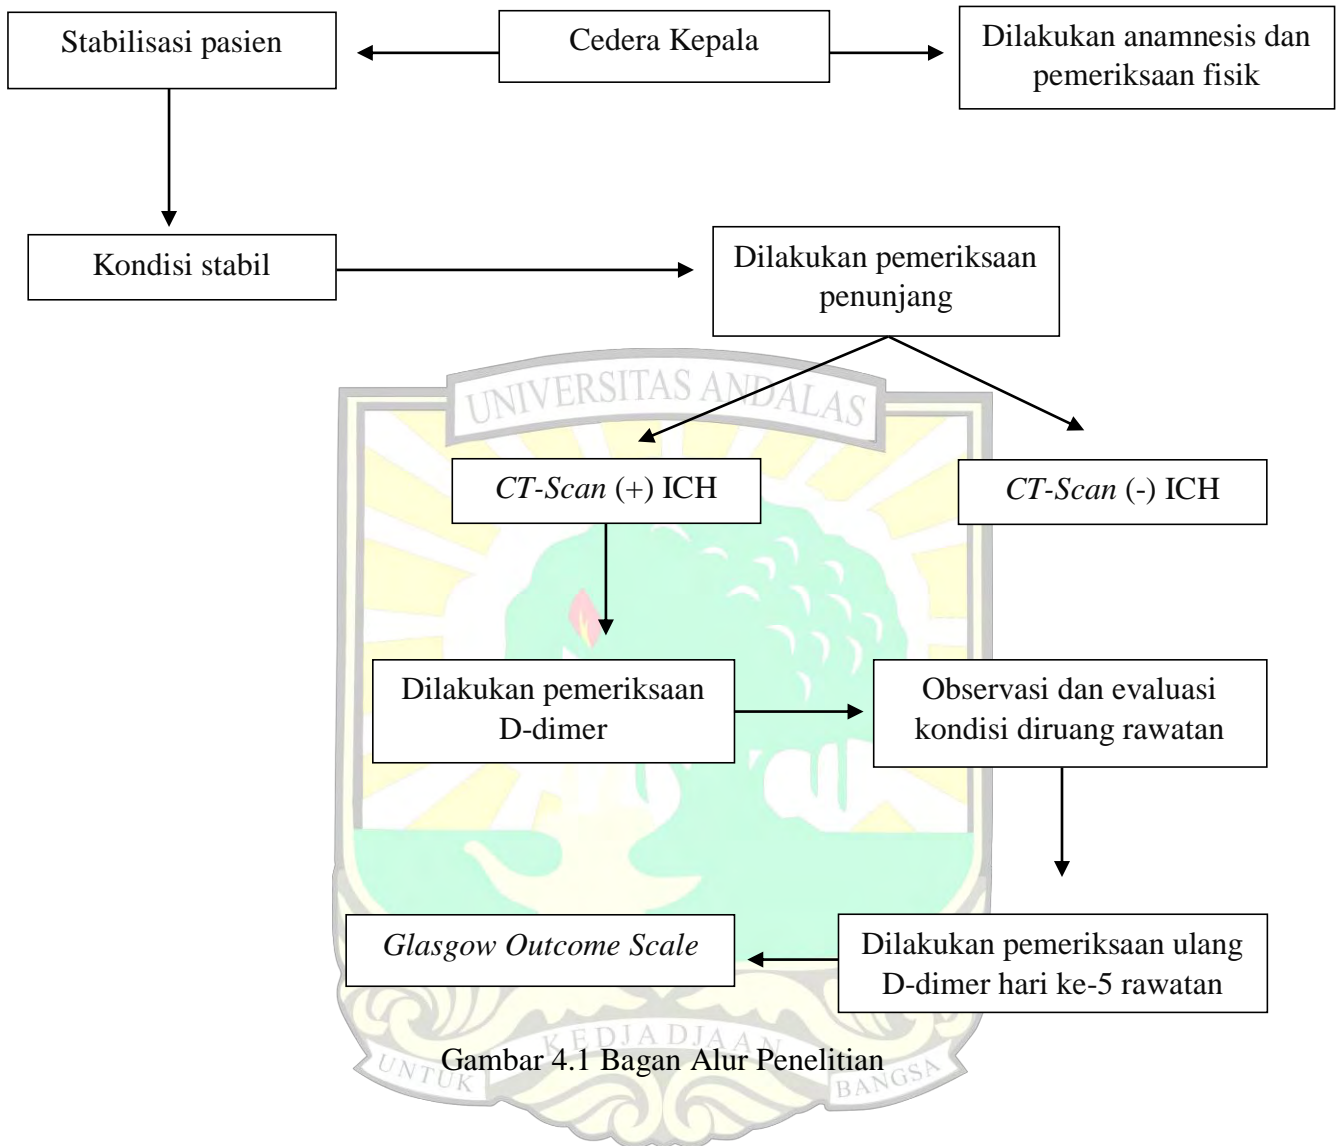 Stabilisasi pasien
Cedera Kepala
Dilakukan anamnesis dan
pemeriksaan fisik
Kondisi stabil
Dilakukan pemeriksaan
penunjang
UNIVERSITAS ANDALAS
CT-Scan (+) ICH
CT-Scan (-) ICH
Dilakukan pemeriksaan
D-dimer
Observasi dan evaluasi
kondisi diruang rawatan
Glasgow Outcome Scale
Dilakukan pemeriksaan ulang
D-dimer hari ke-5 rawatan
KEDJADJAAN
Gambar 4.1 Bagan Alur Penelitian
UNTUK
BANGSA